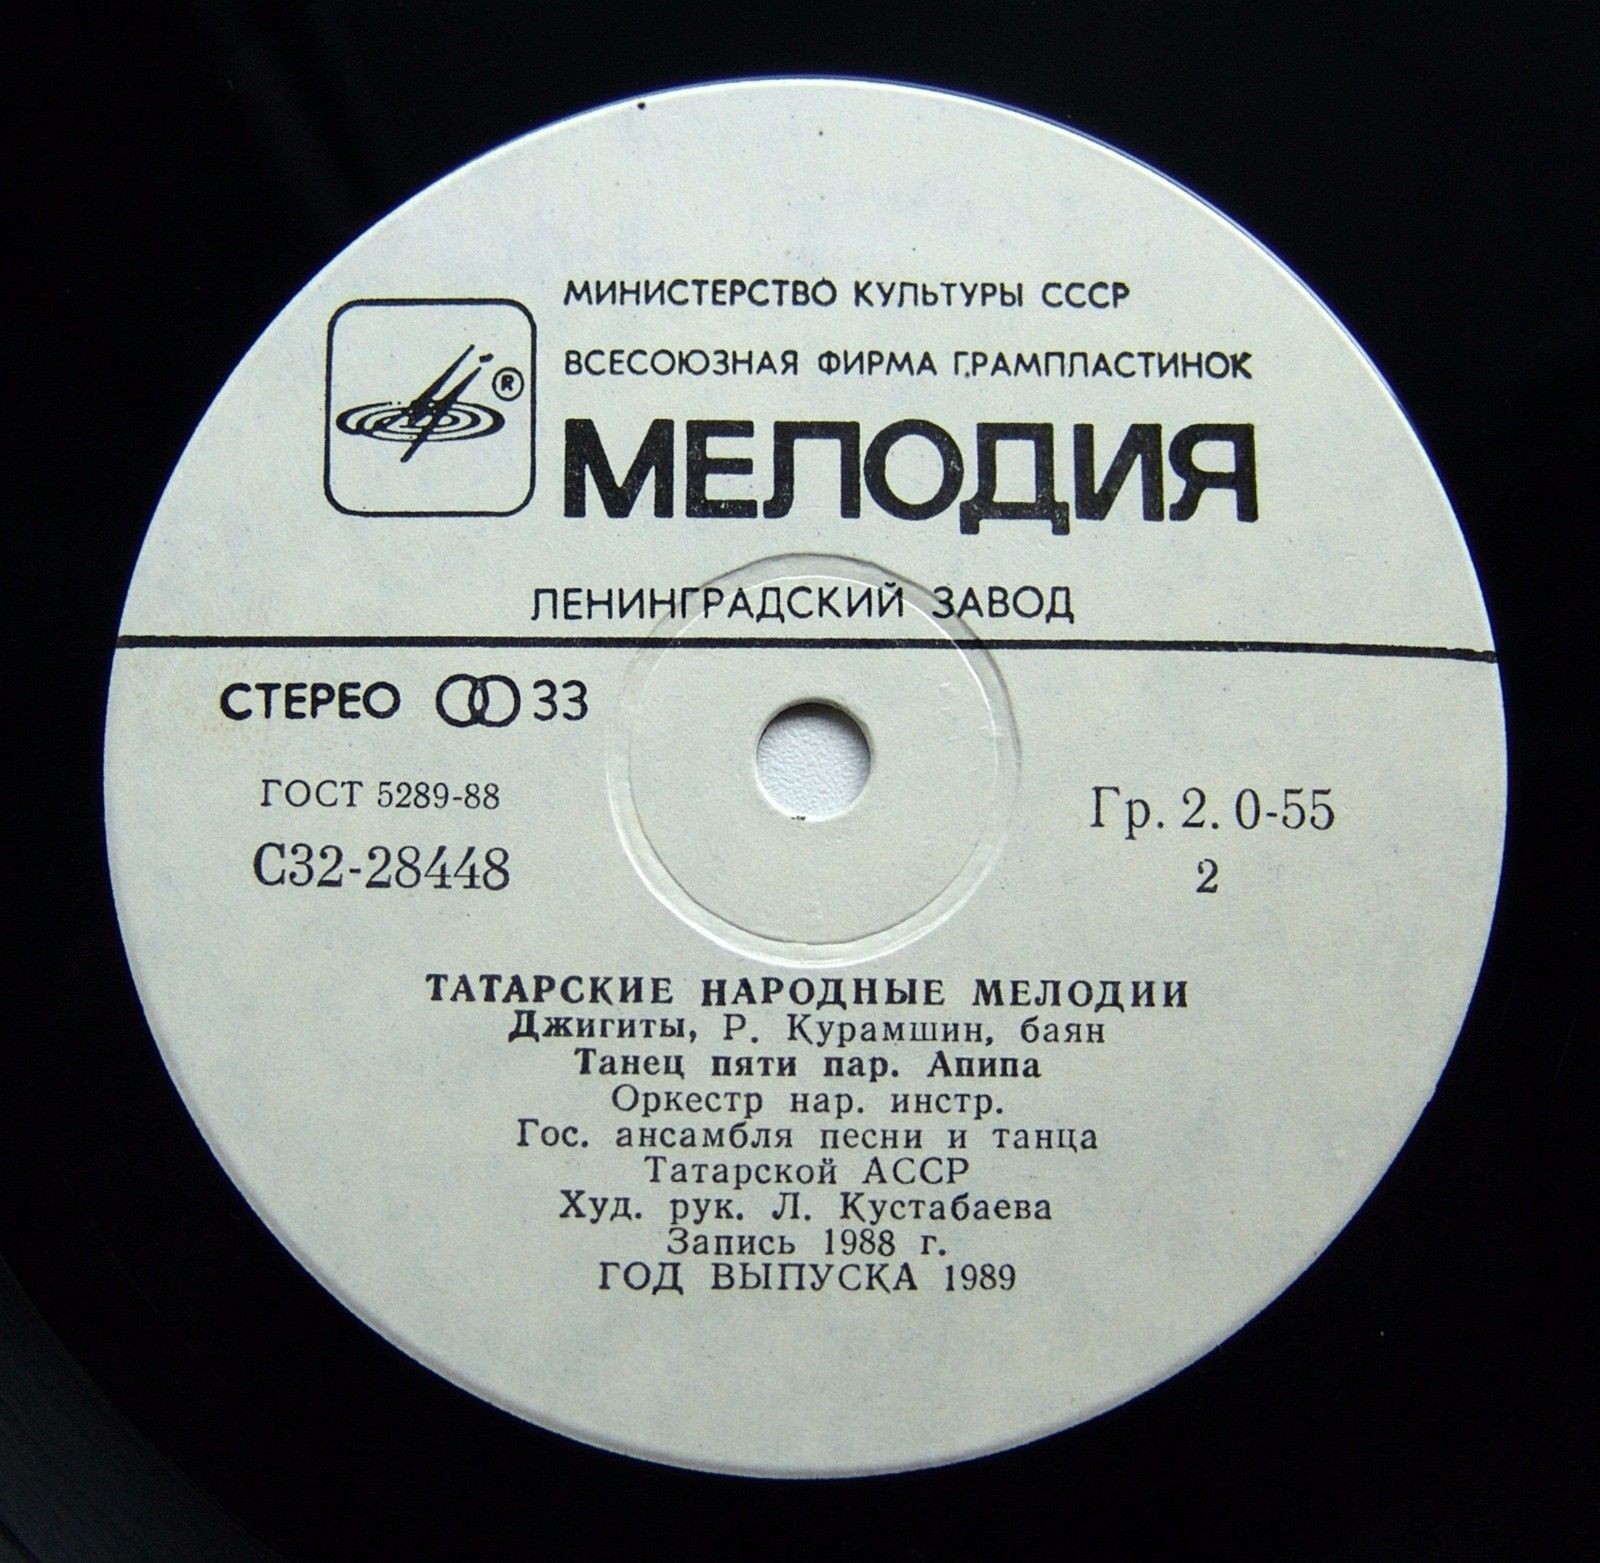 МИНИСТЕРСТВО КУЛЬТУРЫ СССР
ВСЕСОЮЗНАЯ ФИРМА ГРАМПЛАСТИНОК
®
МЕЛОДИЯ
ЛЕНИНГРАДСКИЙ ЗАВОД
СТЕРЕО 33
ГОСТ 5289-88
С32-28448
Гр. 2. 0-55
2
ТАТАРСКИЕ НАРОДНЫЕ МЕЛОДИИ
Джигиты, Р. Курамшин, баян
Танец пяти пар. Апипа
Оркестр нар. инстр.
Гос. ансамбля песни и танца
Татарской АССР
Худ. рук. Л. Кустабаева
Запись 1988 г.
ГОД ВЫПУСКА 1989